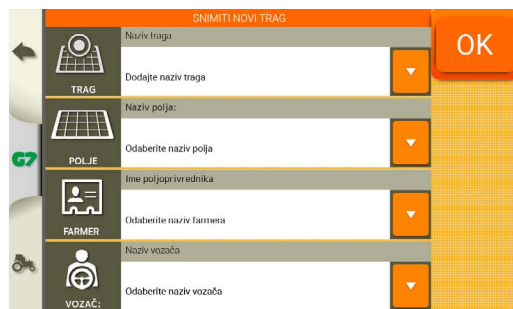 SNIMITI NOVI TRAG
OK
Naziv traga
Dodajte naziv traga
TRAG
Naziv polja:
Odaberite naziv polja
POLJE
G7
Ime poljoprivrednika
Odaberite naziv farmera
FARMER
Naziv vozača
Odaberite naziv vozača
VOZAČ: